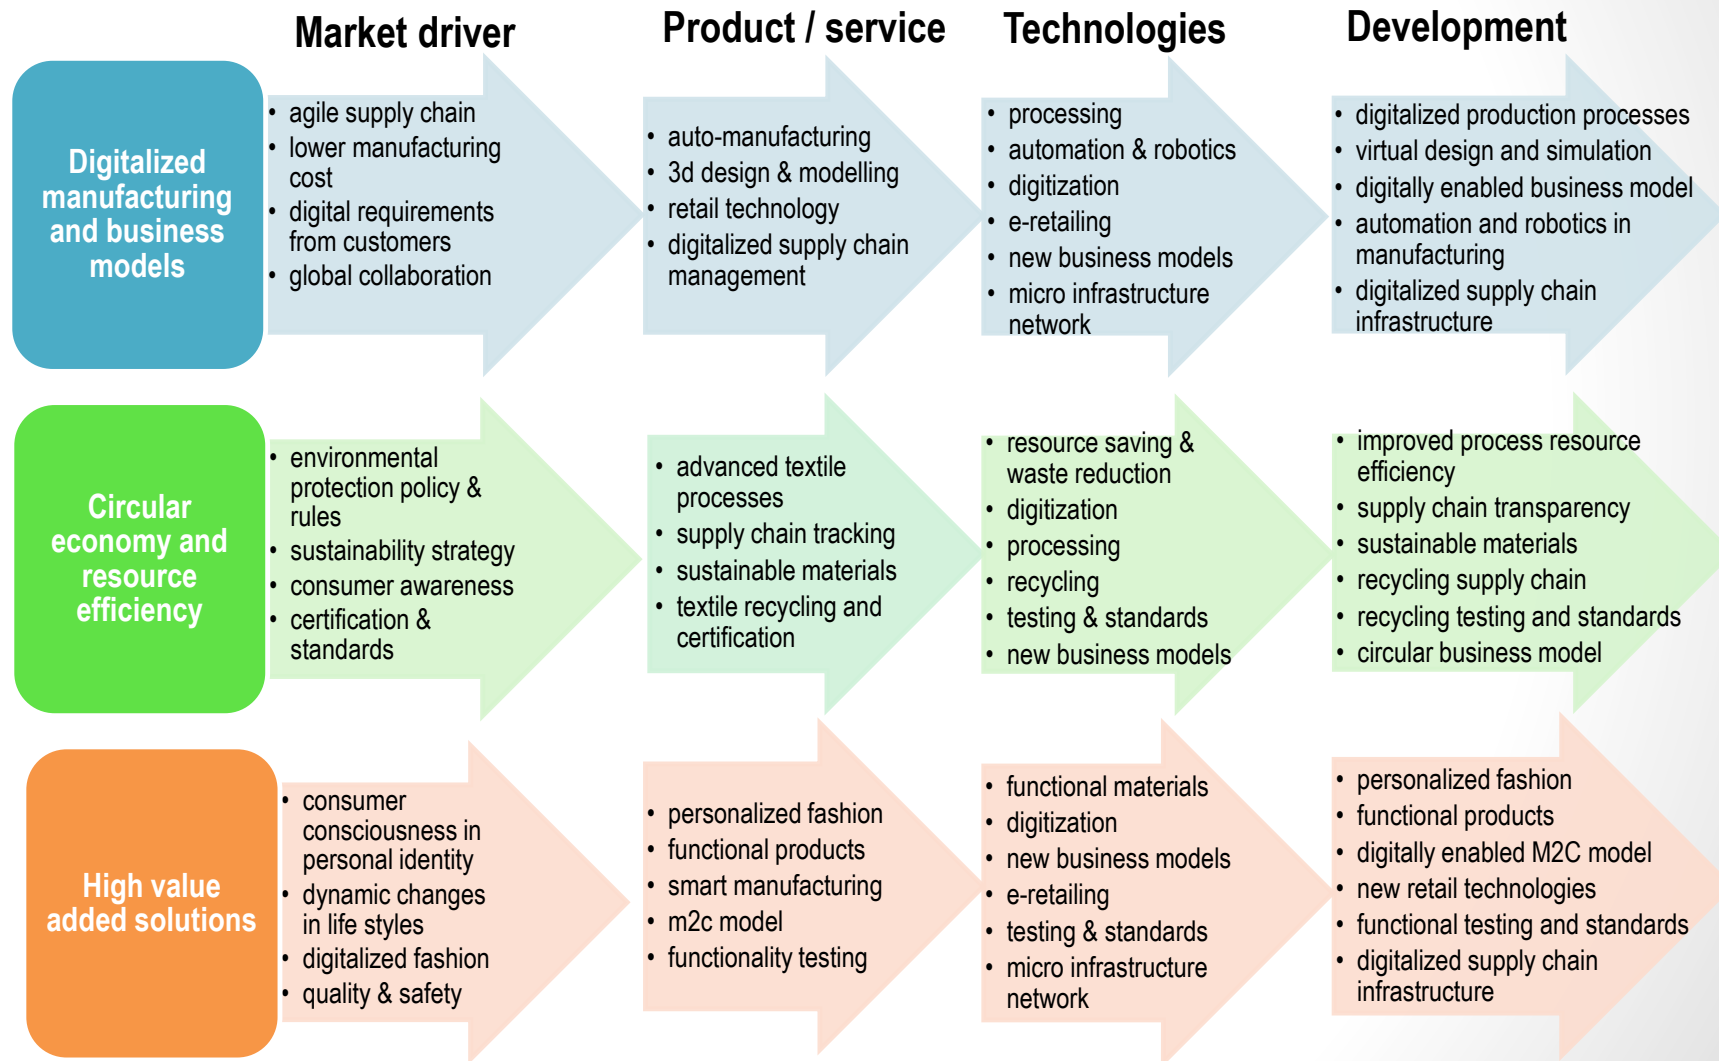 Market driver
Product / service
Technologies
Development
Digitalized
manufacturing
and business
models
• agile supply chain
• lower manufacturing
cost
• digital requirements
from customers
• global collaboration
• auto-manufacturing
• 3d design & modelling
• retail technology
• digitalized supply chain
management
• processing
• automation & robotics
• digitization
• e-retailing
• new business models
• micro infrastructure
network
• digitalized production processes
• virtual design and simulation
• digitally enabled business model
• automation and robotics in
manufacturing
• digitalized supply chain
infrastructure
Circular
economy and
resource
efficiency
• environmental
protection policy &
rules
• sustainability strategy
• consumer awareness
• certification &
standards
• advanced textile
processes
• supply chain tracking
• sustainable materials
• textile recycling and
certification
• resource saving &
waste reduction
• digitization
• processing
• recycling
• testing & standards
• new business models
• improved process resource
efficiency
• supply chain transparency
• sustainable materials
• recycling supply chain
• recycling testing and standards
• circular business model
High value
added solutions
• consumer
consciousness in
personal identity
• dynamic changes
in life styles
• digitalized fashion
• quality & safety
• personalized fashion
• functional products
• smart manufacturing
• m2c model
• functionality testing
• functional materials
• digitization
• new business models
• e-retailing
• testing & standards
• micro infrastructure
network
• personalized fashion
• functional products
• digitally enabled M2C model
• new retail technologies
• functional testing and standards
• digitalized supply chain
infrastructure